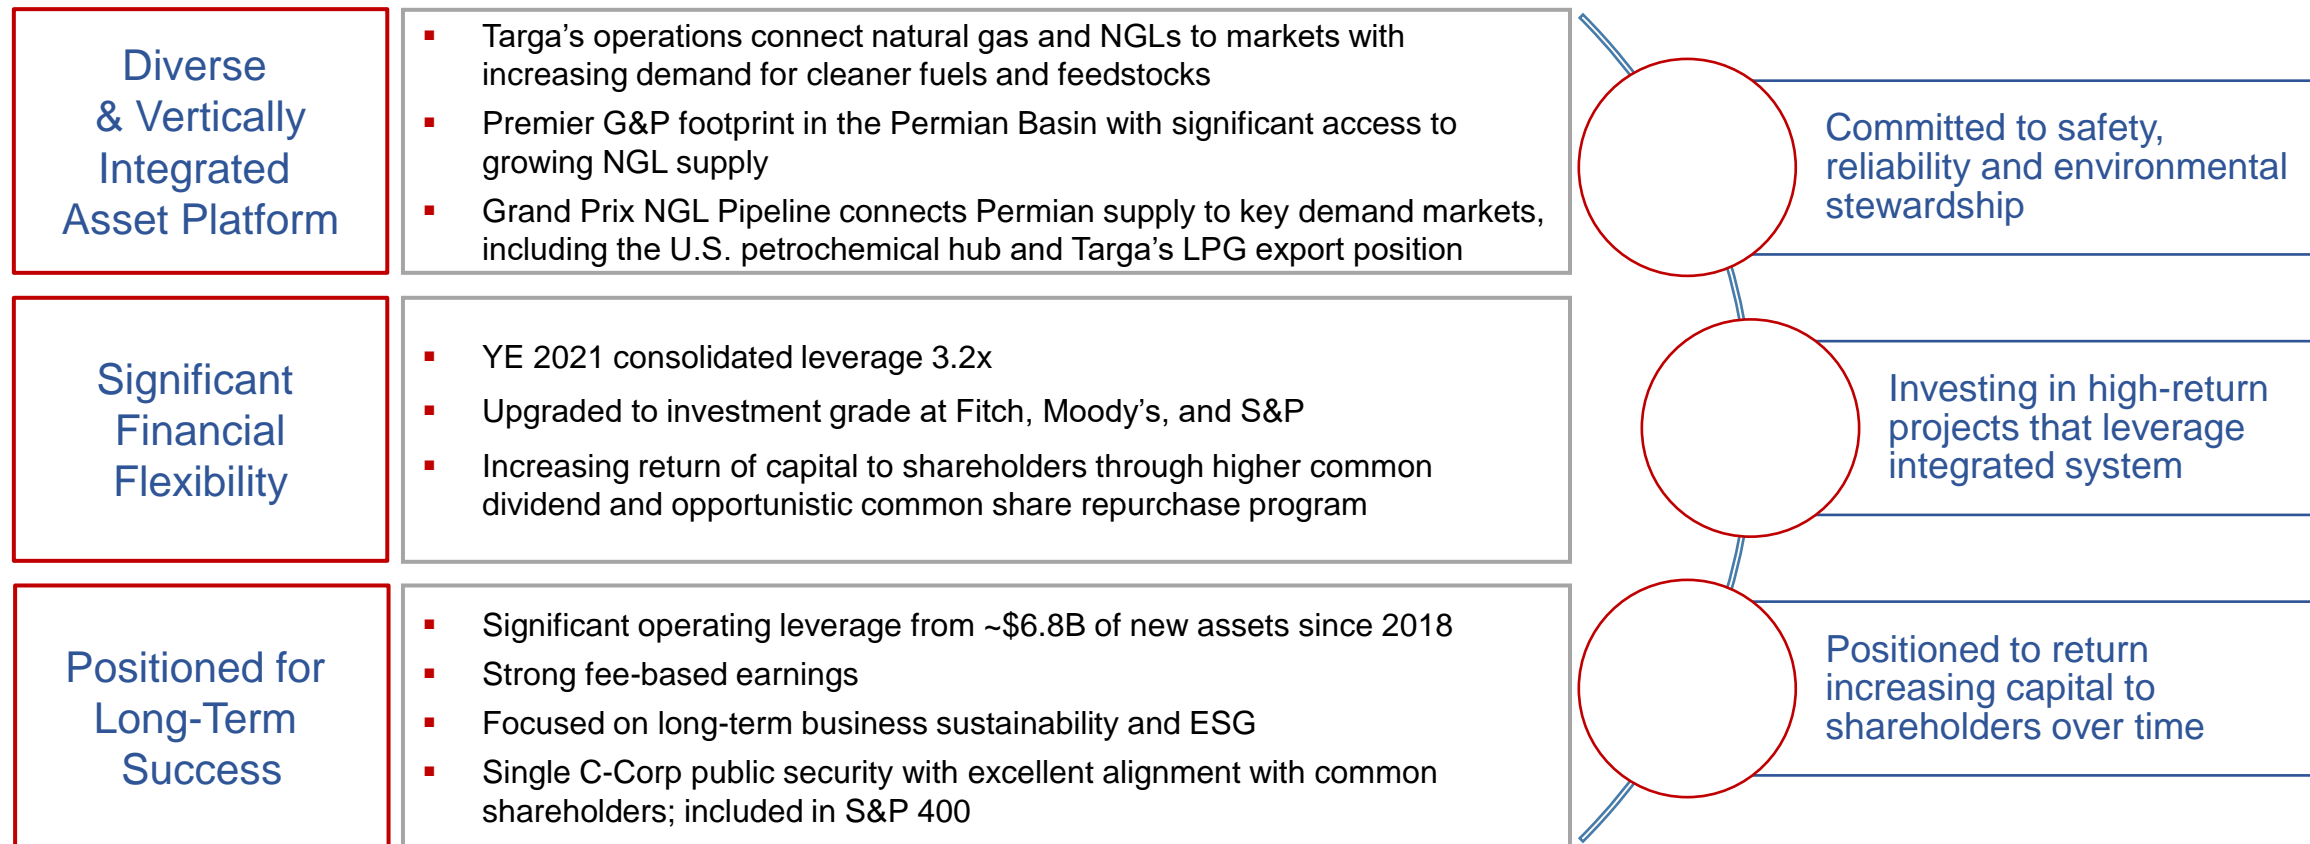 Diverse
& Vertically
Integrated
Asset Platform
▪ Targa’s operations connect natural gas and NGLs to markets with
increasing demand for cleaner fuels and feedstocks
▪ Premier G&P footprint in the Permian Basin with significant access to
growing NGL supply
▪ Grand Prix NGL Pipeline connects Permian supply to key demand markets,
including the U.S. petrochemical hub and Targa’s LPG export position
Significant
Financial
Flexibility
▪ YE 2021 consolidated leverage 3.2x
▪ Upgraded to investment grade at Fitch, Moody’s, and S&P
▪ Increasing return of capital to shareholders through higher common
dividend and opportunistic common share repurchase program
Positioned for
Long-Term
Success
▪ Significant operating leverage from ~$6.8B of new assets since 2018
▪ Strong fee-based earnings
▪ Focused on long-term business sustainability and ESG
▪ Single C-Corp public security with excellent alignment with common
shareholders; included in S&P 400
Committed to safety,
reliability and environmental
stewardship
Investing in high-return
projects that leverage
integrated system
Positioned to return
increasing capital to
shareholders over time